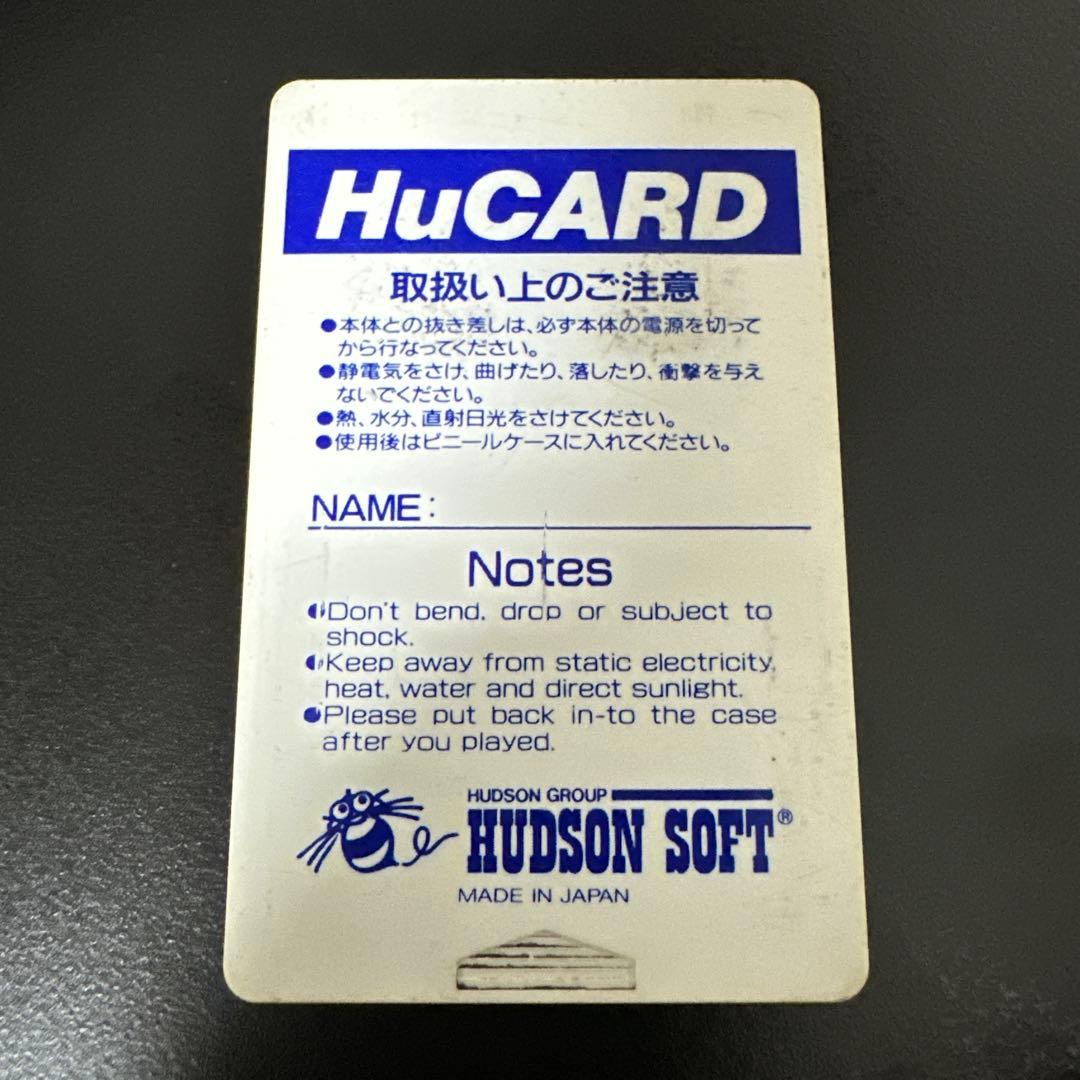 HuCARD
取扱い上のご注意
●本体との抜き差しは、必ず本体の電源を切って
から行なってください。
●静電気をさけ、曲げたり、落したり、衝撃を与え
ないでください。
●熱、水分、直射日光をさけてください。
●使用後はビニールケースに入れてください。
NAME:
Notes
●Don't bend, drop or subject to
shock.
●Keep away from static electricity,
heat, water and direct sunlight.
●Please put back in-to the case
after you played.
HUDSON GROUP
HUDSON SOFT®
MADE IN JAPAN